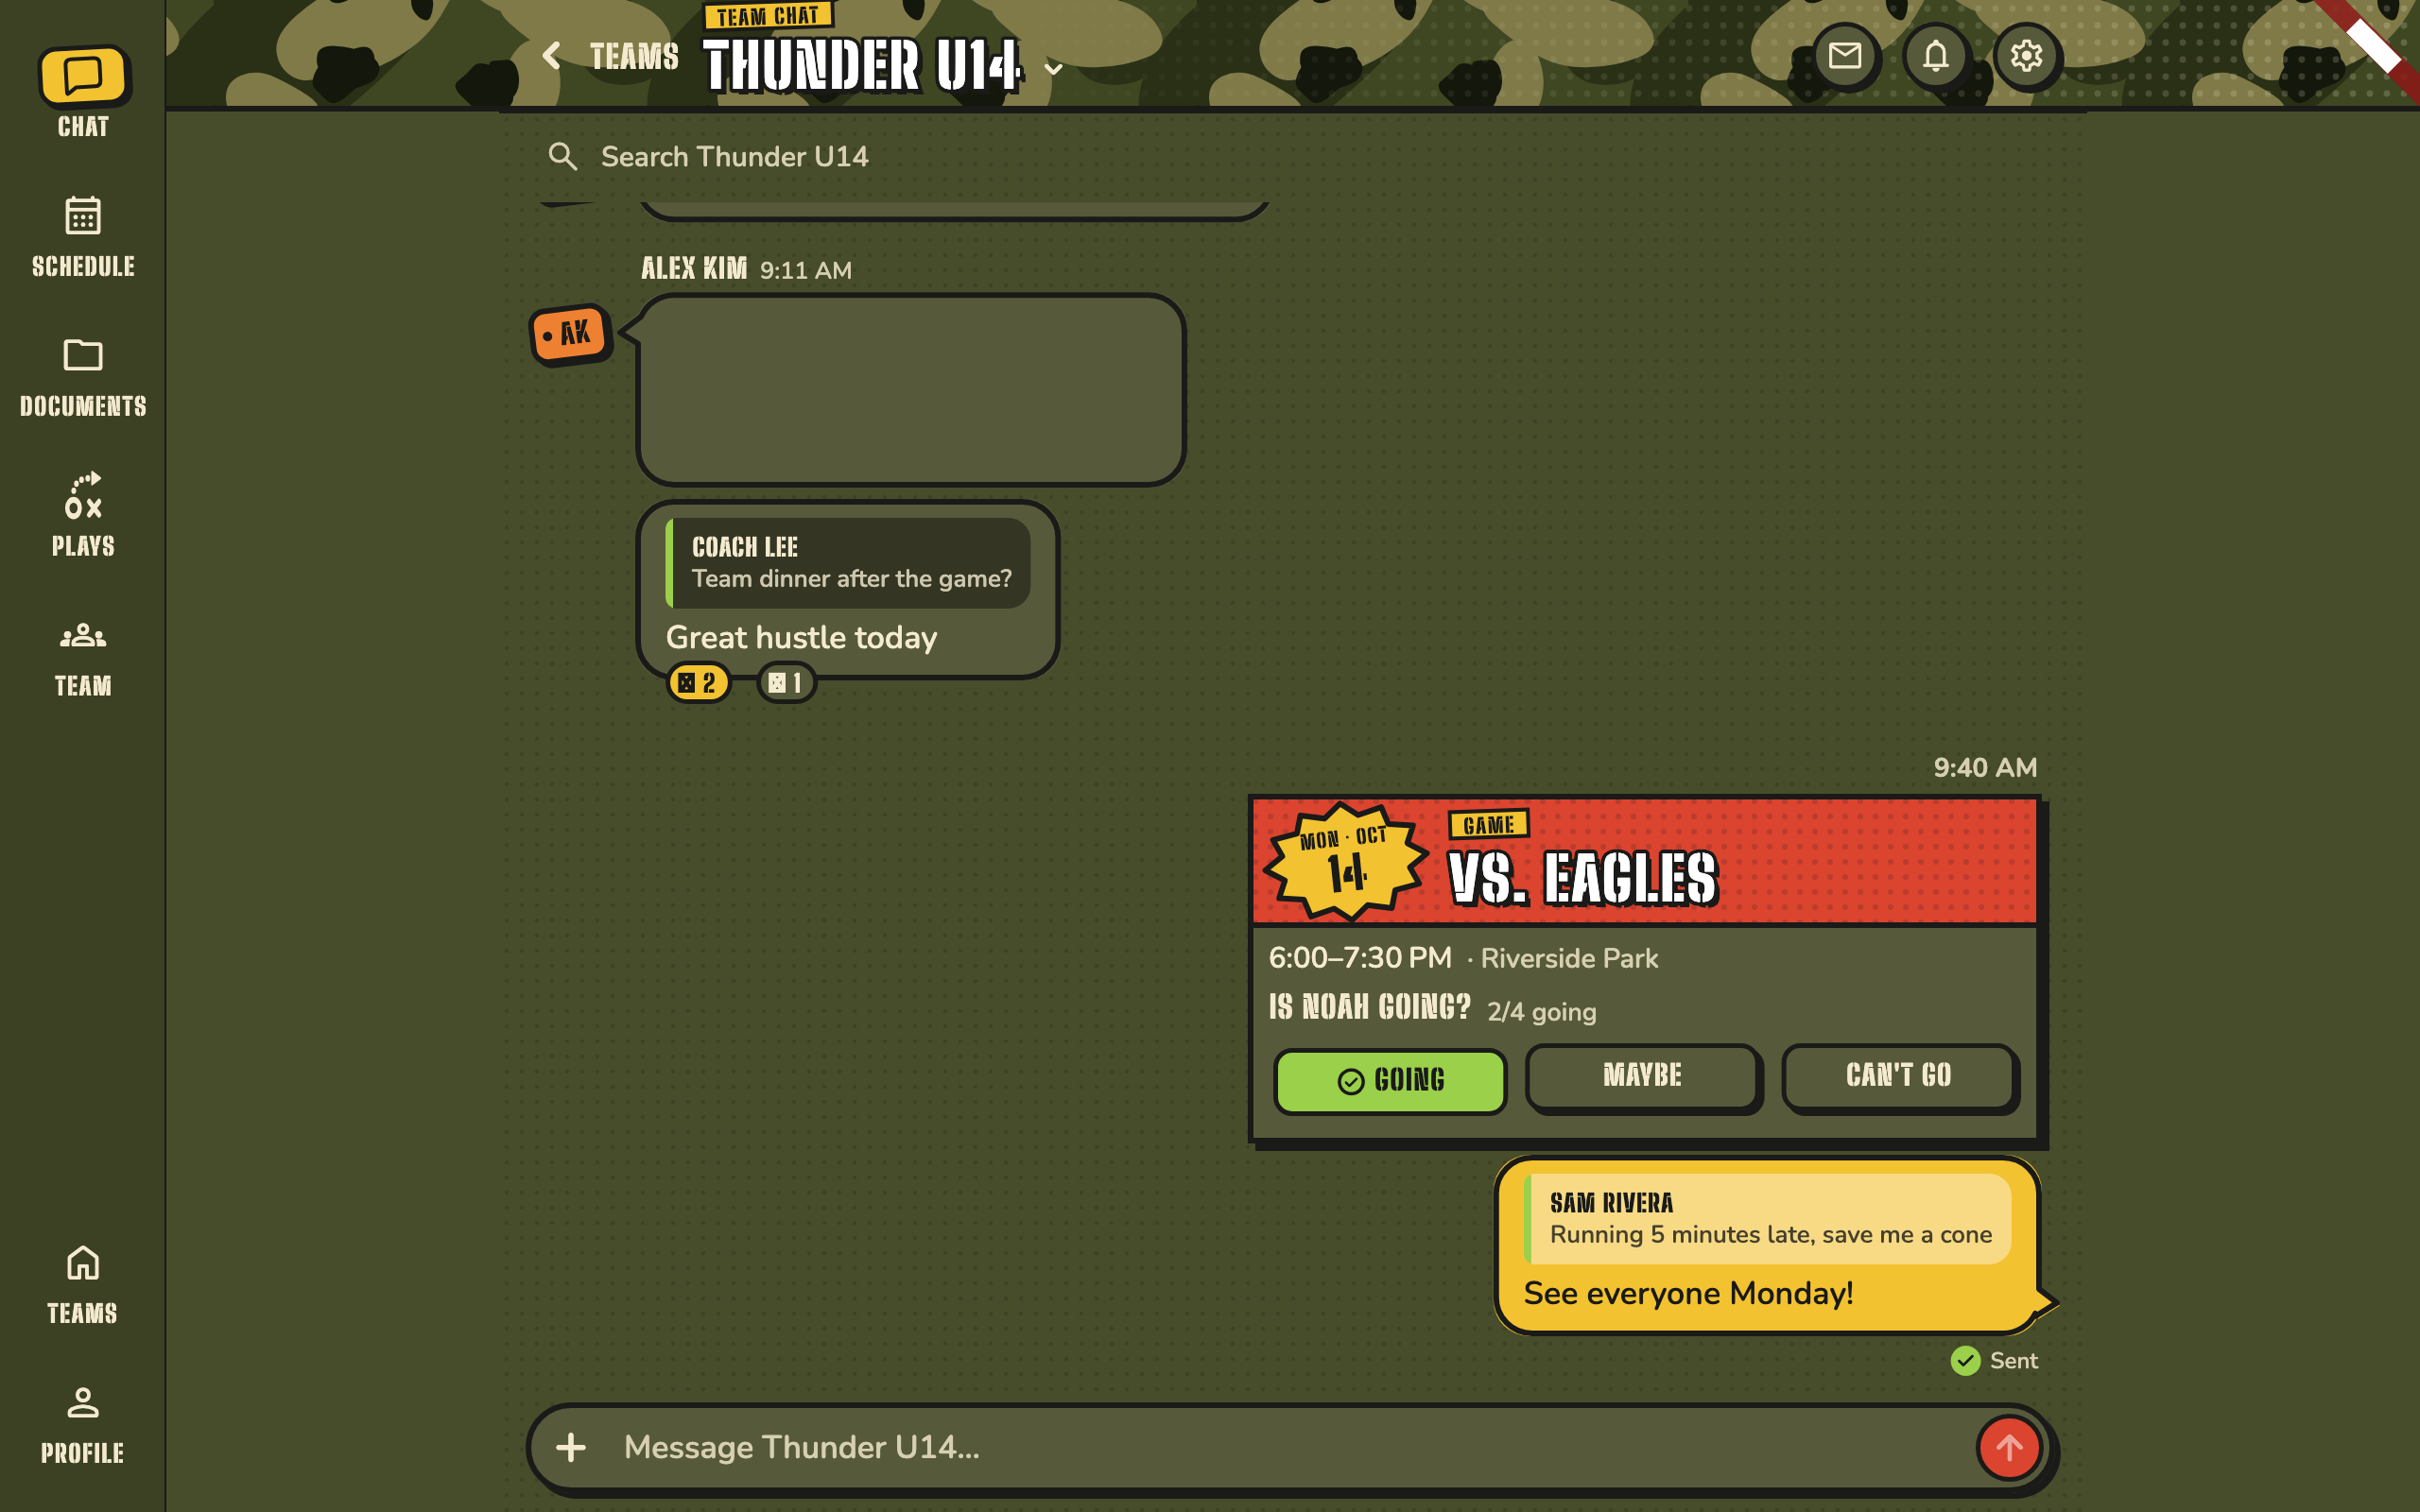 TEAM CHAT
TEAMS
THUNDER U14
CHAT
SCHEDULE
DOCUMENTS
PLAYS
TEAM
TEAMS
PROFILE
Search Thunder U14
ALEX KIM 9:11 AM
AK
COACH LEE
Team dinner after the game?
Great hustle today
2
1
9:40 AM
MON · OCT
14
GAME
VS. EAGLES
6:00–7:30 PM · Riverside Park
IS NOAH GOING? 2/4 going
GOING
MAYBE
CAN'T GO
SAM RIVERA
Running 5 minutes late, save me a cone
See everyone Monday!
Sent
Message Thunder U14...